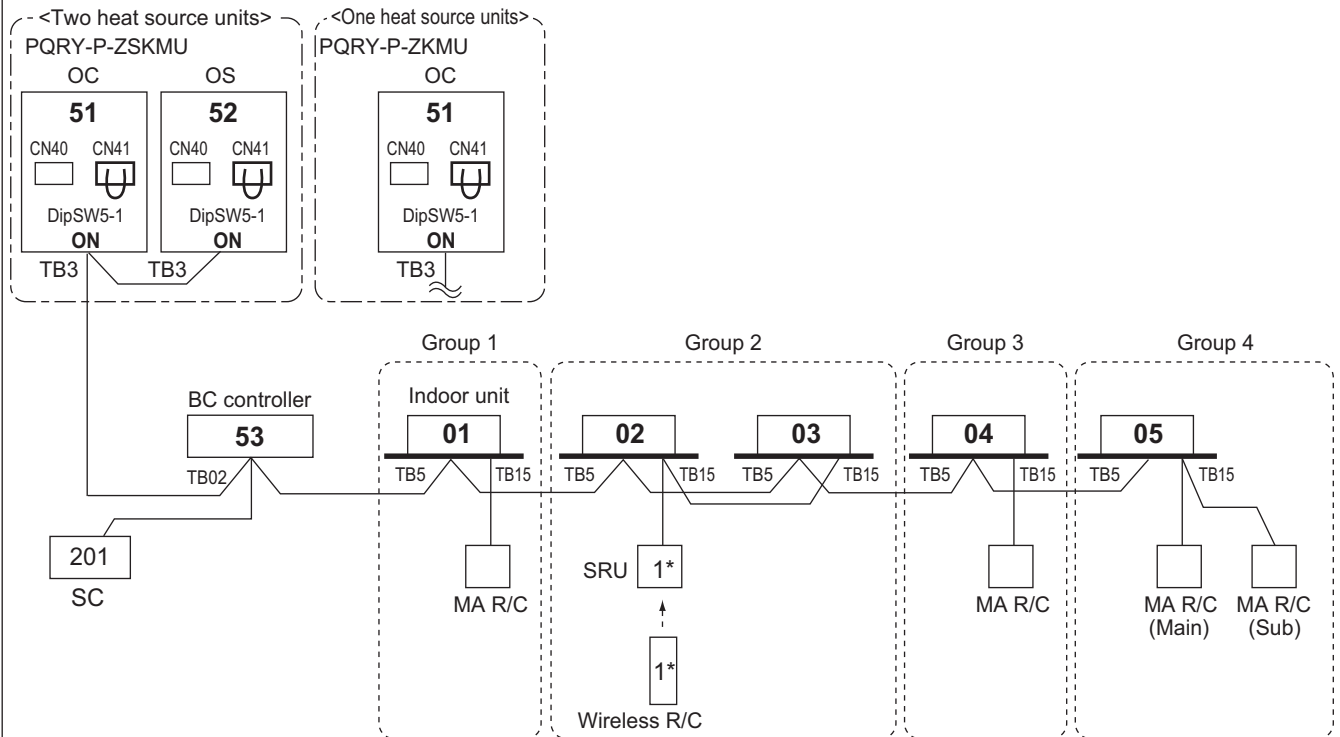 <Two heat source units> <One heat source units>
PQRY-P-ZSKMU PQRY-P-ZKMU
OC OS OC
51 52 51
CN40 CN41 CN40 CN41 CN40 CN41
DipSW5-1 DipSW5-1 DipSW5-1
ON ON ON
TB3 TB3 TB3
Group 1 Group 2 Group 3 Group 4
BC controller Indoor unit
53 01 02 03 04 05
TB02 TB5 TB15 TB5 TB15 TB5 TB15 TB5 TB15 TB5 TB15
201 SRU 1*
SC MA R/C MA R/C MA R/C MA R/C
(Main) (Sub)
1*
Wireless R/C